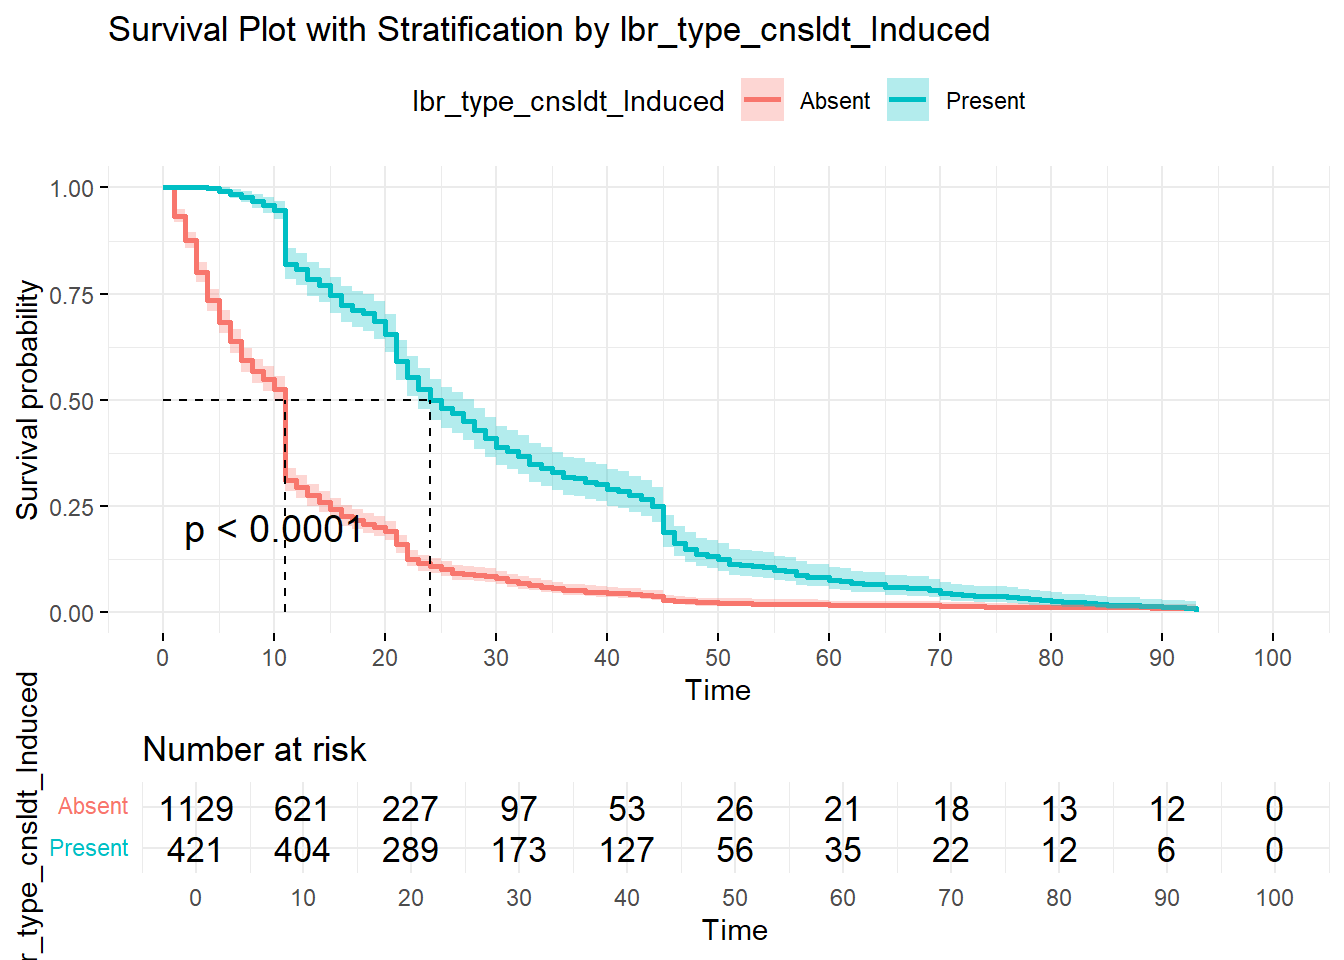 Survival Plot with Stratification by lbr_type_cnsldt_Induced
lbr_type_cnsldt_Induced Absent Present
Survival probability
1.00
0.75
0.50
0.25
0.00
p < 0.0001
0 10 20 30 40 50 60 70 80 90 100
Time
Number at risk
r_type_cnsldt_Induced
Absent 1129 621 227 97 53 26 21 18 13 12 0
Present 421 404 289 173 127 56 35 22 12 6 0
0 10 20 30 40 50 60 70 80 90 100
Time